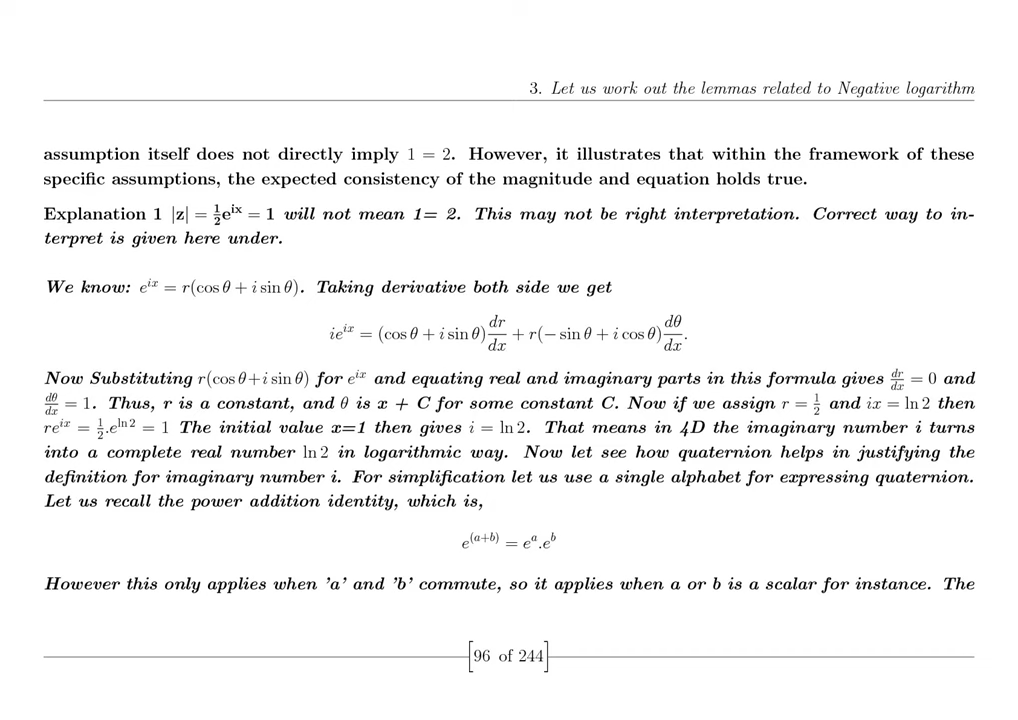 3. Let us work out the lemmas related to Negative logarithm
assumption itself does not directly imply 1 = 2. However, it illustrates that within the framework of these
specific assumptions, the expected consistency of the magnitude and equation holds true.
Explanation 1 |z| = \frac{1}{2}e^{ix} = 1 will not mean 1= 2. This may not be right interpretation. Correct way to in-
terpret is given here under.
We know: e^{ix} = r(cos θ + i sin θ). Taking derivative both side we get
ie^{ix} = (cos θ + i sin θ)\frac{dr}{dx} + r(− sin θ + i cos θ)\frac{dθ}{dx}.
Now Substituting r(cos θ+i sin θ) for e^{ix} and equating real and imaginary parts in this formula gives \frac{dr}{dx} = 0 and
\frac{dθ}{dx} = 1. Thus, r is a constant, and θ is x + C for some constant C. Now if we assign r = \frac{1}{2} and ix = ln 2 then
re^{ix} = \frac{1}{2}.e^{ln 2} = 1 The initial value x=1 then gives i = ln 2. That means in 4D the imaginary number i turns
into a complete real number ln 2 in logarithmic way. Now let see how quaternion helps in justifying the
definition for imaginary number i. For simplification let us use a single alphabet for expressing quaternion.
Let us recall the power addition identity, which is,
e^{(a+b)} = e^{a}.e^{b}
However this only applies when 'a' and 'b' commute, so it applies when a or b is a scalar for instance. The
[96 of 244]